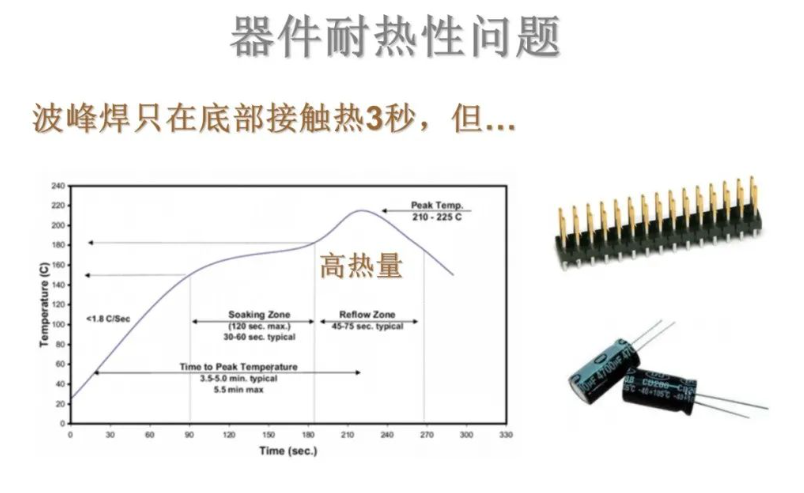 器件耐热性问题
波峰焊只在底部接触热3秒，但...
240
220
200
180
160
140
120
100
80
60
40
20
0
Temperature (C)
Peak Temp.
210 - 225 C
高热量
<1.8 C/Sec
Soaking Zone
(120 sec. max.)
30-60 sec. typical
Reflow Zone
45-75 sec. typical
Time to Peak Temperature
3.5-5.0 min. typical
5.5 min max
0 30 60 90 120 150 180 210 240 270 300 330
Time (sec.)
4700μF
CD288